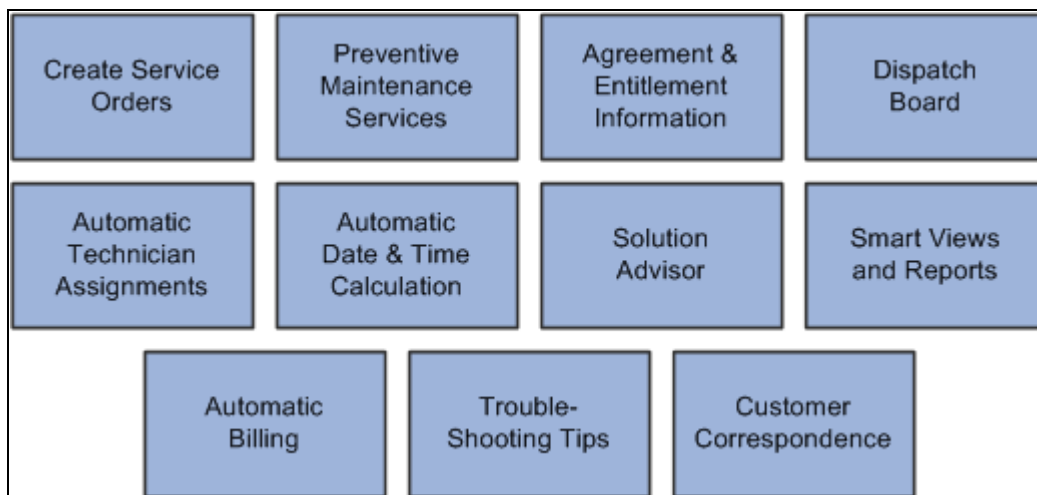 Create Service
Orders
Preventive
Maintenance
Services
Agreement &
Entitlement
Information
Dispatch
Board
Automatic
Technician
Assignments
Automatic
Date & Time
Calculation
Solution
Advisor
Smart Views
and Reports
Automatic
Billing
Trouble-
Shooting Tips
Customer
Correspondence